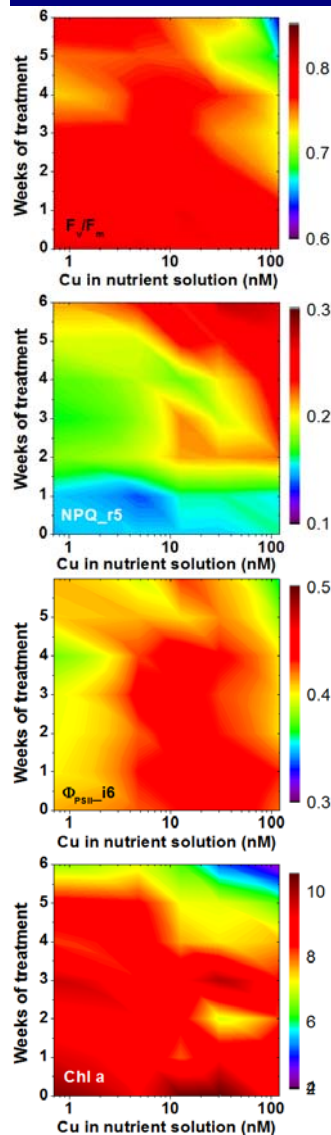 6
5
4
3
2
1
0
Weeks of treatment
Fv/Fm
0.8
0.7
0.6
1 10 100
Cu in nutrient solution (nM)
6
5
4
3
2
1
0
Weeks of treatment
NPQ_r5
0.3
0.2
0.1
1 10 100
Cu in nutrient solution (nM)
6
4
3
2
1
0
Weeks of treatment
ΦPSII_i6
0.5
0.4
0.3
1 10 100
Cu in nutrient solution (nM)
6
5
4
3
2
1
0
Weeks of treatment
Chl a
10
8
6
4
1 10 100
Cu in nutrient solution (nM)